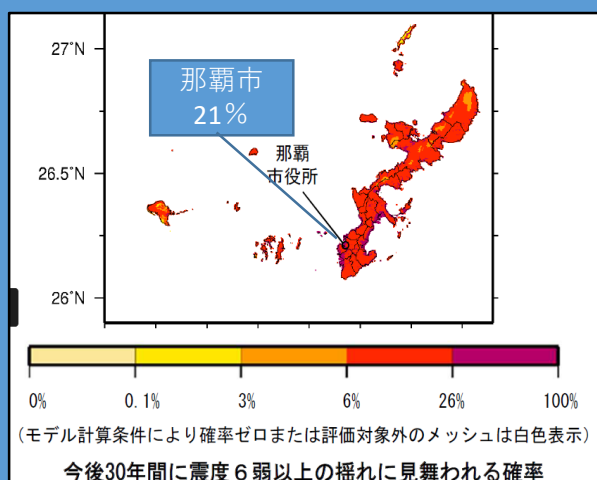 27°N
那覇市
21%
26.5°N
那覇
市役所
26°N
0% 0.1% 3% 6% 26% 100%
(モデル計算条件により確率ゼロまたは評価対象外のメッシュは白色表示)
今後30年間に震度６弱以上の揺れに見舞われる確率